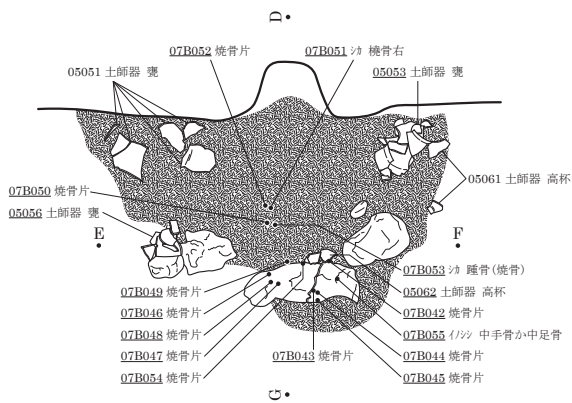 D
07B052 焼骨片
07B051 ｼｶ 橈骨右
05051 土師器 甕
05053 土師器 甕
05061 土師器 高杯
07B050 焼骨片
05056 土師器 甕
E
F
07B053 ｼｶ 踵骨(焼骨)
07B049 焼骨片
05062 土師器 高杯
07B046 焼骨片
07B042 焼骨片
07B048 焼骨片
07B055 ｲﾉｼｼ 中手骨か中足骨
07B047 焼骨片
07B043 焼骨片
07B044 焼骨片
07B054 焼骨片
07B045 焼骨片
G